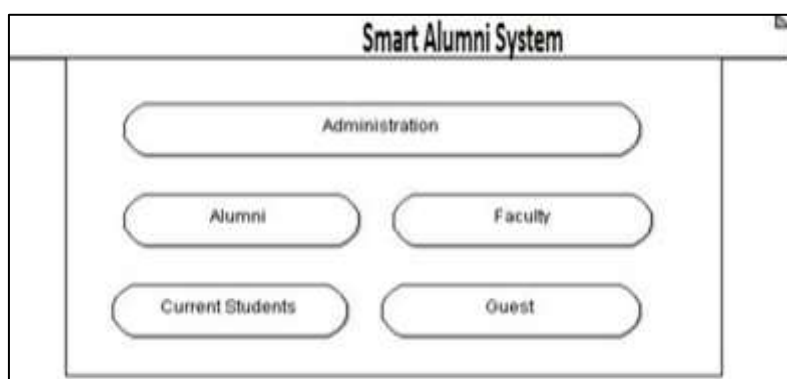 Smart Alumni System
Administration
Alumni
Faculty
Current Students
Guest